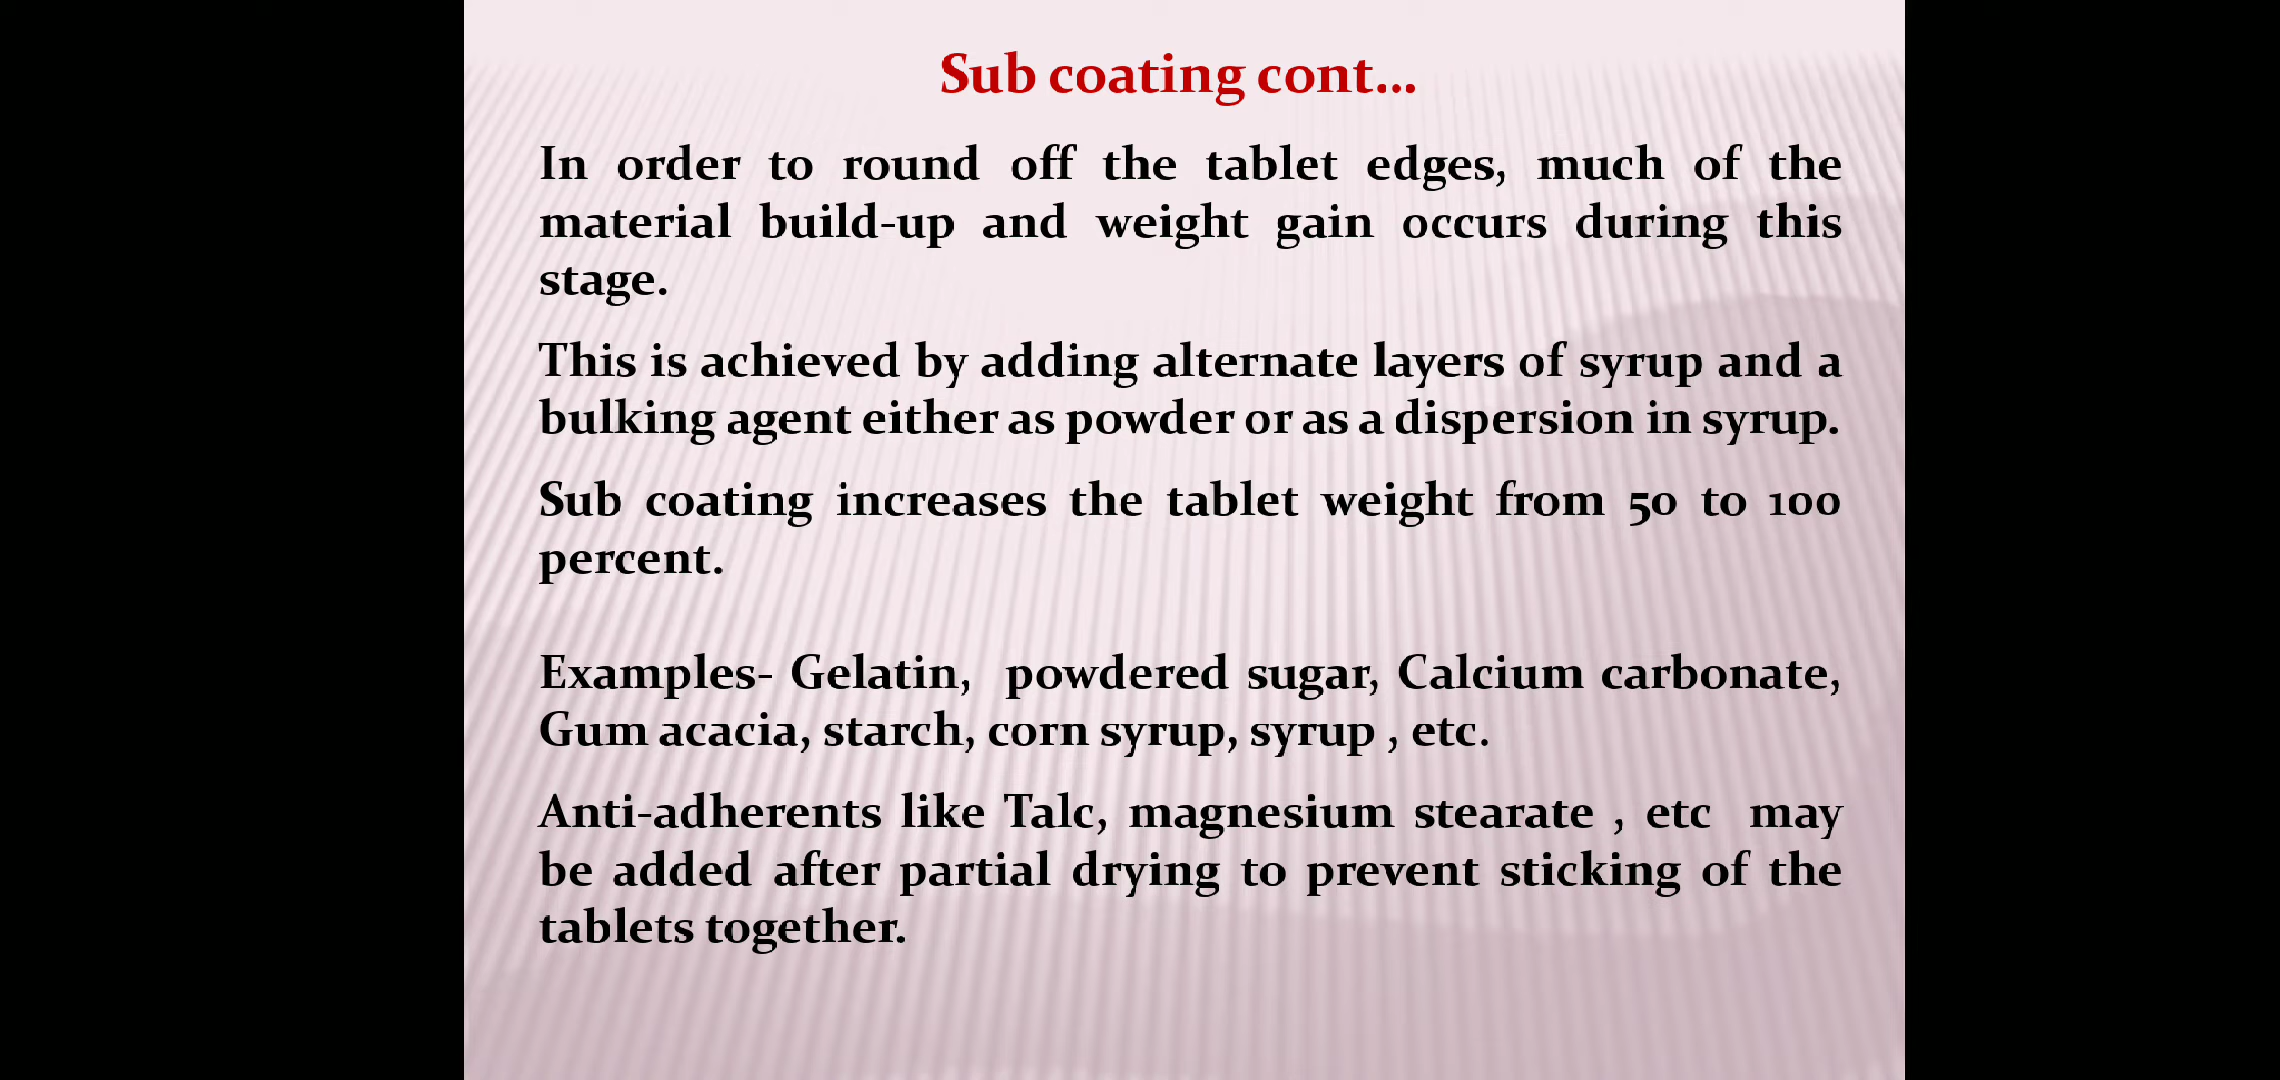 Sub coating cont...
In order to round off the tablet edges, much of the
material build-up and weight gain occurs during this
stage.
This is achieved by adding alternate layers of syrup and a
bulking agent either as powder or as a dispersion in syrup.
Sub coating increases the tablet weight from 50 to 100
percent.
Examples- Gelatin, powdered sugar, Calcium carbonate,
Gum acacia, starch, corn syrup, syrup , etc.
Anti-adherents like Talc, magnesium stearate , etc may
be added after partial drying to prevent sticking of the
tablets together.